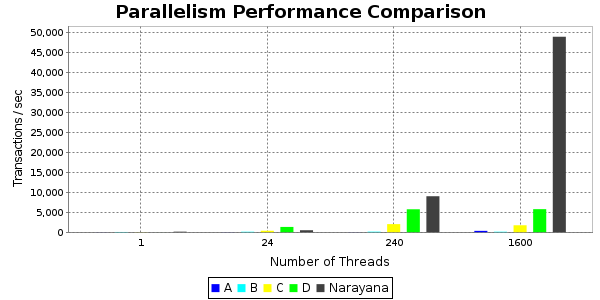 Parallelism Performance Comparison
50,000
45,000
40,000
35,000
30,000
25,000
20,000
15,000
10,000
5,000
0
Transactions / sec
1 24 240 1600
Number of Threads
A B C D Narayana